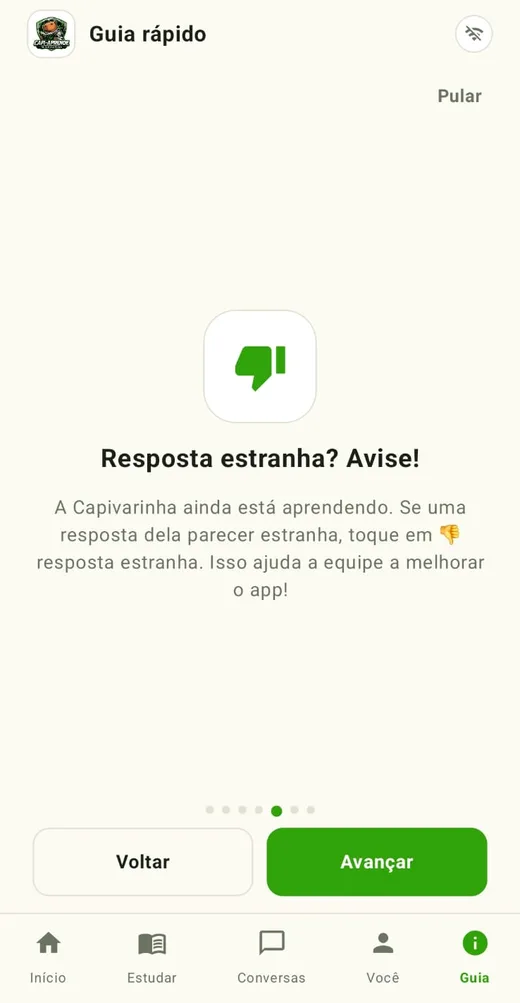 Guia rápido
Pular
Resposta estranha? Avise!
A Capivarinha ainda está aprendendo. Se uma
resposta dela parecer estranha, toque em 👎
resposta estranha. Isso ajuda a equipe a melhorar
o app!
Voltar
Avançar
Início
Estudar
Conversas
Você
Guia